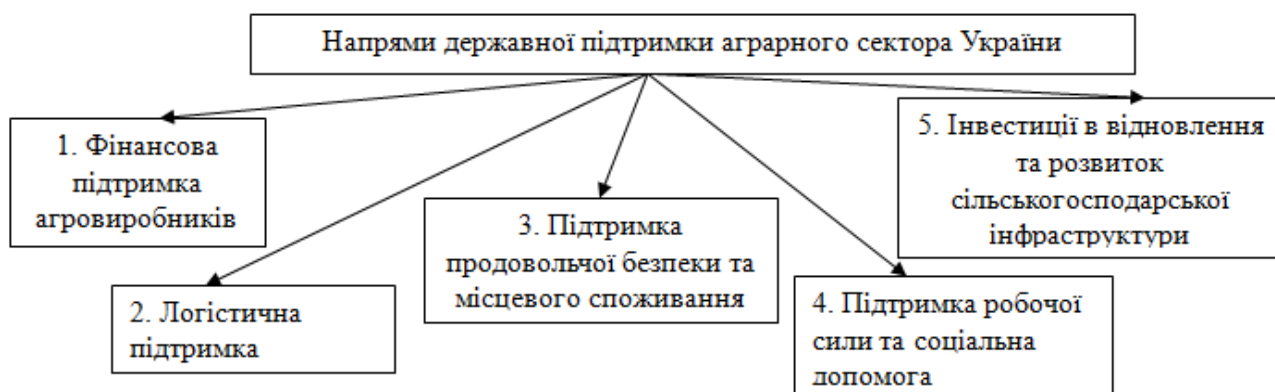 Напрями державної підтримки аграрного сектора України
1. Фінансова
підтримка
агровиробників
2. Логістична
підтримка
3. Підтримка
продовольчої безпеки та
місцевого споживання
4. Підтримка робочої
сили та соціальна
допомога
5. Інвестиції в відновлення
та розвиток
сільськогосподарської
інфраструктури